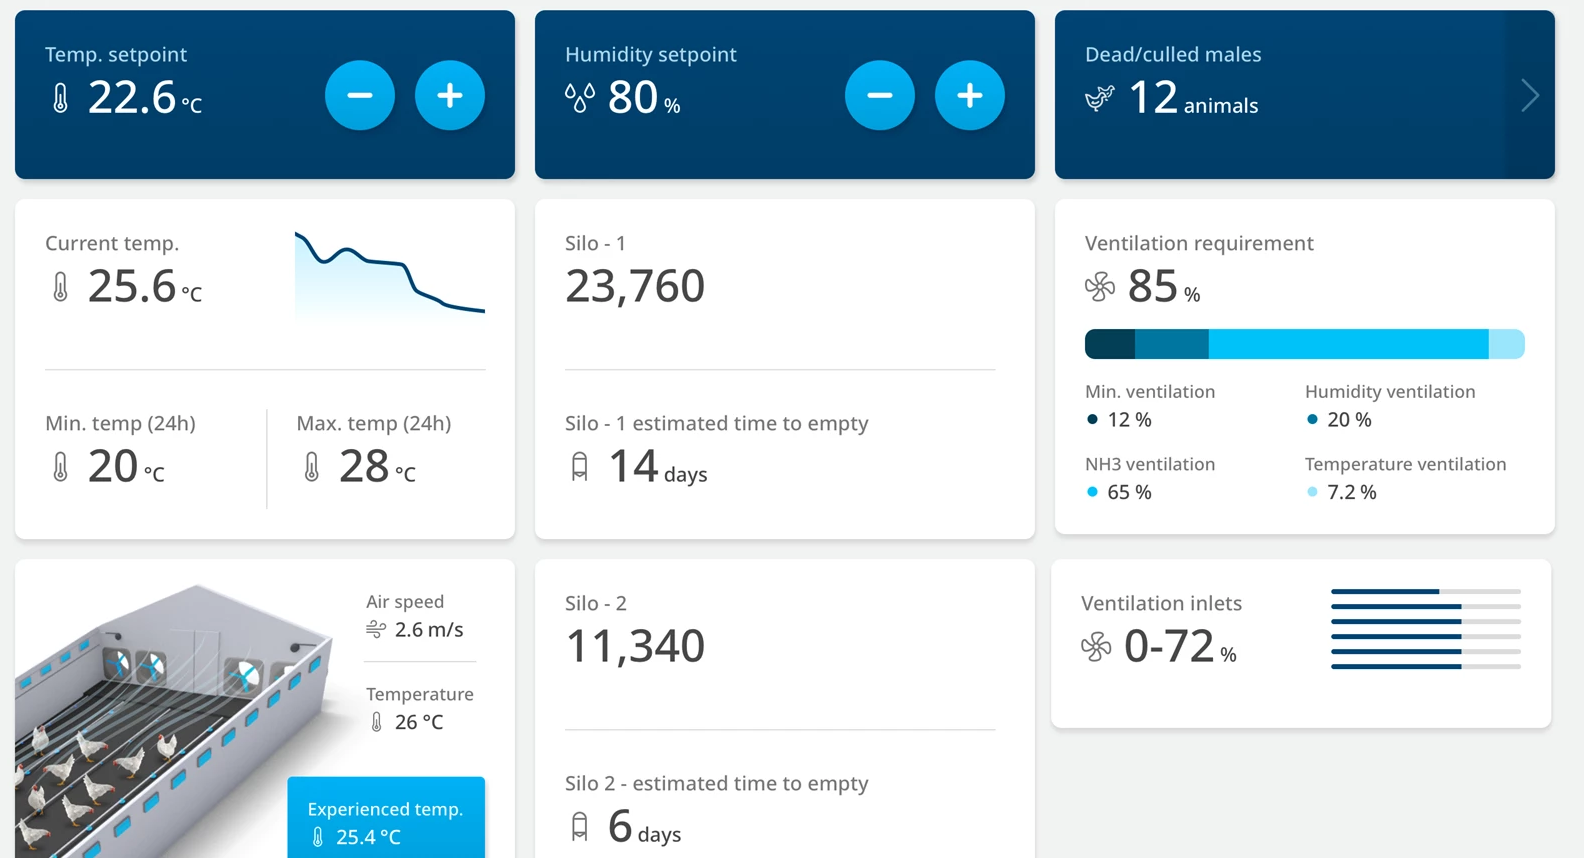 Temp. setpoint
22.6 °C
Humidity setpoint
80 %
Dead/culled males
12 animals
Current temp.
25.6 °C
Min. temp (24h)
20 °C
Max. temp (24h)
28 °C
Silo - 1
23,760
Silo - 1 estimated time to empty
14 days
Ventilation requirement
85 %
Min. ventilation
12 %
Humidity ventilation
20 %
NH3 ventilation
65 %
Temperature ventilation
7.2 %
Air speed
2.6 m/s
Temperature
26 °C
Experienced temp.
25.4 °C
Silo - 2
11,340
Silo 2 - estimated time to empty
6 days
Ventilation inlets
0-72 %